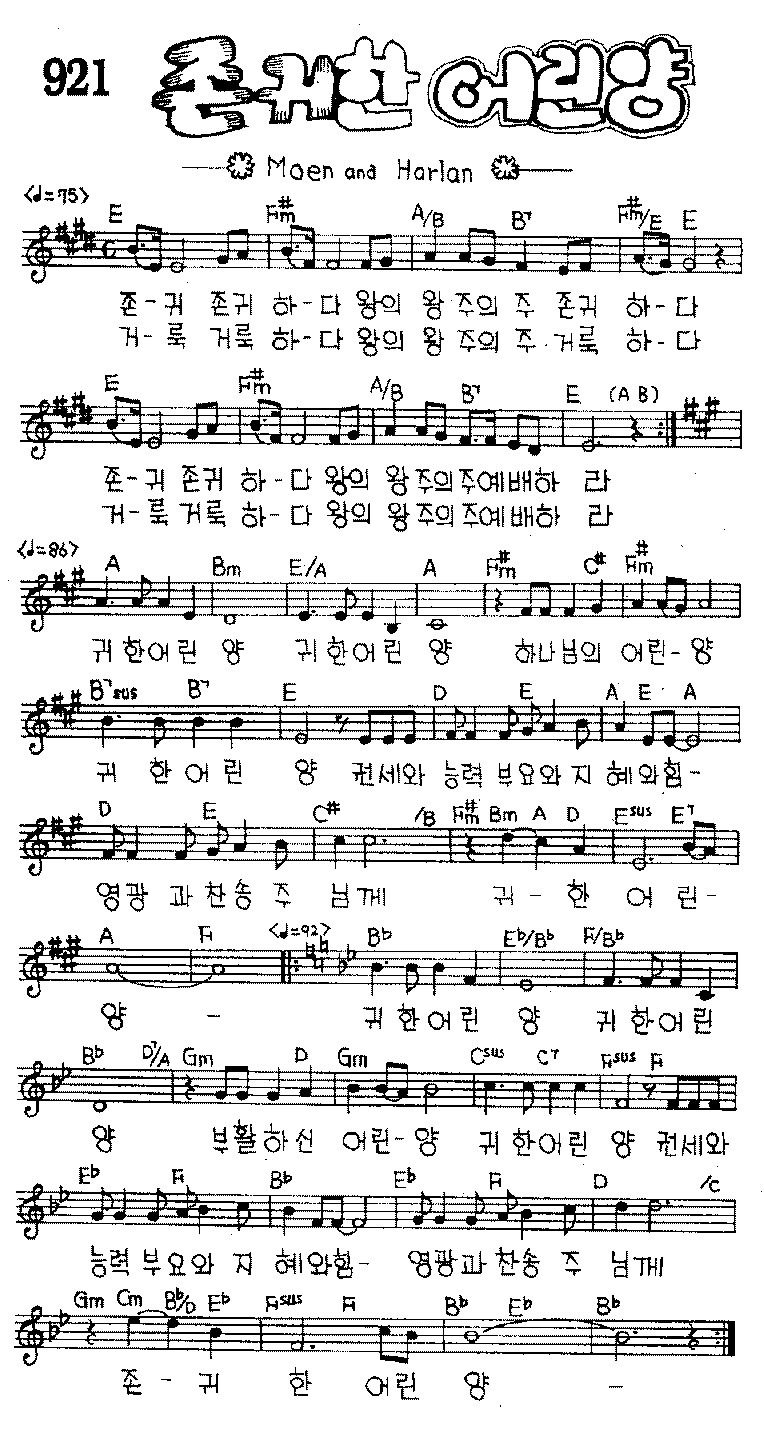 921 존귀한 어린양
Moen and Harlan
<♩=75> E F#m A/B B7 F#m/E E
존-귀 존귀 하-다 왕의 왕 주의 주 존귀 하-다
거-룩 거룩 하-다 왕의 왕 주의 주 거룩 하-다
E F#m A/B B7 E (A B)
존-귀 존귀 하-다 왕의 왕 주의 주예배하 라
거-룩 거룩 하-다 왕의 왕 주의 주예배하 라
<♩=86> A Bm E/A A F#m C# F#m
귀 한어린 양 귀 한어린 양 하나님의 어린-양
B7sus B7 E D E A E A
귀 한 어 린 양 권세와 능력 부요와 지 혜와힘-
D E C# /B F#m Bm A D Esus E7
영광 과 찬송 주 님께 귀 - 한 어 린-
A F <♩=92> Bb Eb/Bb F/Bb
양 - 귀 한어린 양 귀 한어린
Bb D7/A Gm D Gm Csus C7 Fsus F
양 부활하신 어린-양 귀 한어린 양 권세와
Eb F Bb Eb F D /C
능력 부요와 지 혜와힘- 영광과 찬송 주 님께
Gm Cm Bb/D Eb Fsus F Bb Eb Bb
존 - 귀 한 어린 양 -